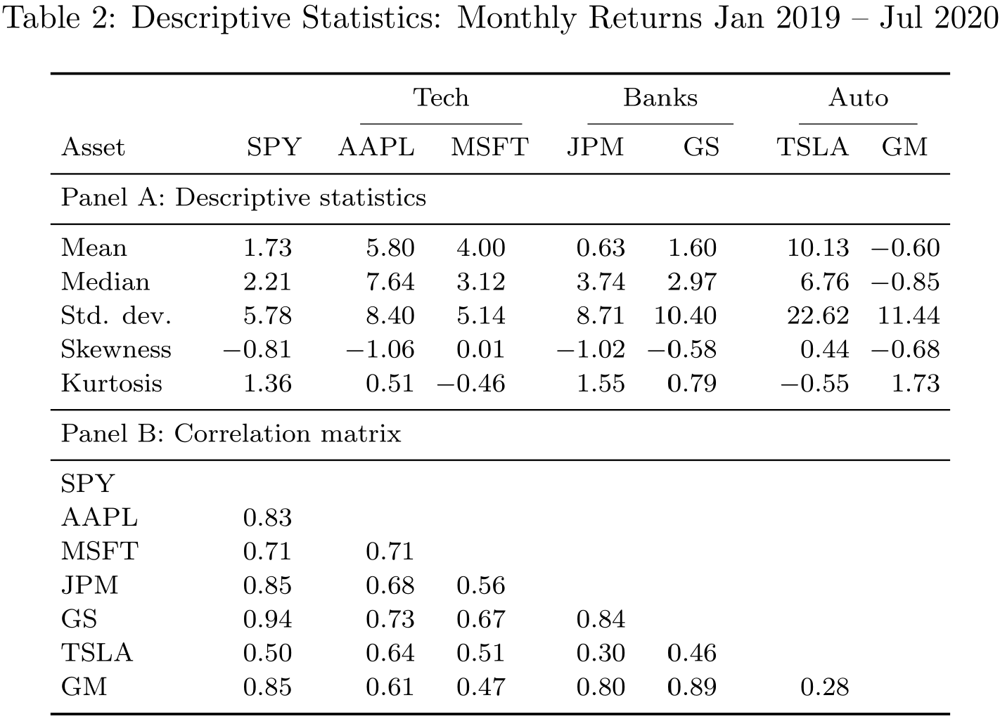 Table 2: Descriptive Statistics: Monthly Returns Jan 2019 – Jul 2020
Tech Banks Auto
Asset SPY AAPL MSFT JPM GS TSLA GM
Panel A: Descriptive statistics
Mean 1.73 5.80 4.00 0.63 1.60 10.13 −0.60
Median 2.21 7.64 3.12 3.74 2.97 6.76 −0.85
Std. dev. 5.78 8.40 5.14 8.71 10.40 22.62 11.44
Skewness −0.81 −1.06 0.01 −1.02 −0.58 0.44 −0.68
Kurtosis 1.36 0.51 −0.46 1.55 0.79 −0.55 1.73
Panel B: Correlation matrix
SPY
AAPL 0.83
MSFT 0.71 0.71
JPM 0.85 0.68 0.56
GS 0.94 0.73 0.67 0.84
TSLA 0.50 0.64 0.51 0.30 0.46
GM 0.85 0.61 0.47 0.80 0.89 0.28